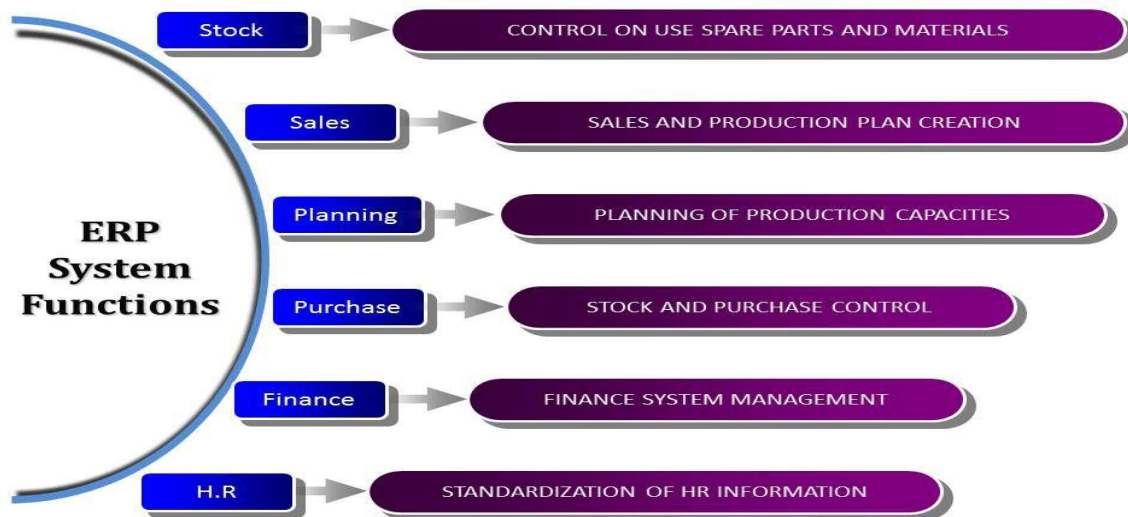 Stock
CONTROL ON USE SPARE PARTS AND MATERIALS
Sales
SALES AND PRODUCTION PLAN CREATION
Planning
PLANNING OF PRODUCTION CAPACITIES
ERP
System
Functions
Purchase
STOCK AND PURCHASE CONTROL
Finance
FINANCE SYSTEM MANAGEMENT
H.R
STANDARDIZATION OF HR INFORMATION